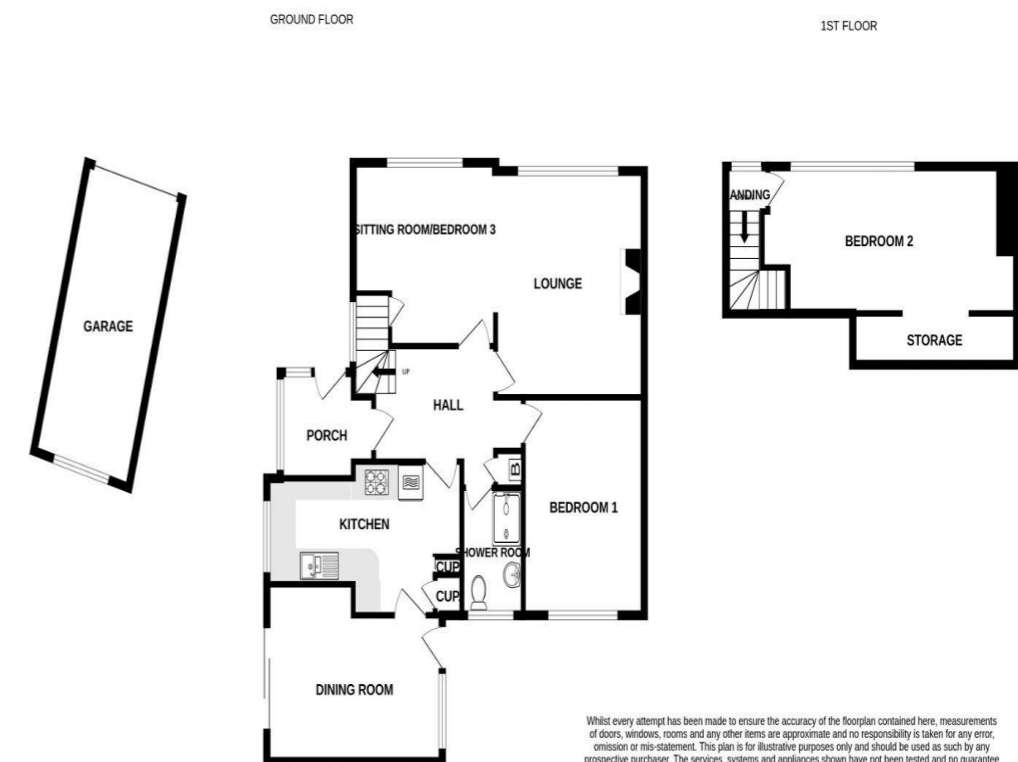 GROUND FLOOR
1ST FLOOR
SITTING ROOM/BEDROOM 3
LOUNGE
GARAGE
UP
HALL
PORCH
B
KITCHEN
BEDROOM 1
SHOWER ROOM
CUP
CUP.
DINING ROOM
ANDING
BEDROOM 2
STORAGE
Whilst every attempt has been made to ensure the accuracy of the floorplan contained here, measurements
of doors, windows, rooms and any other items are approximate and no responsibility is taken for any error,
omission or mis-statement. This plan is for illustrative purposes only and should be used as such by any
prospective purchaser. The services, systems and appliances shown have not been tested and no guarantee